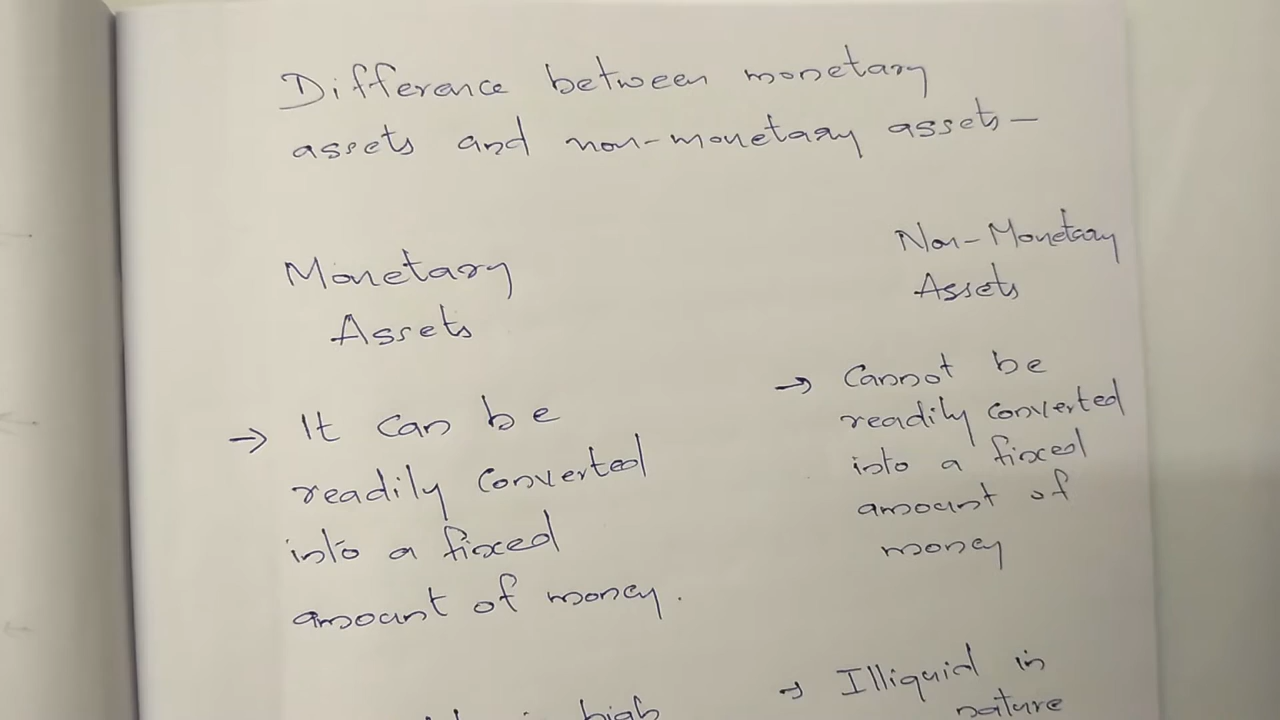 Difference between monetary
assets and non-monetary assets—
Monetary
Assets
→ It can be
readily converted
into a fixed
amount of money.
Non-Monetary
Assets
→ Cannot be
readily converted
into a fixed
amount of
money
→ Illiquid in
nature
high